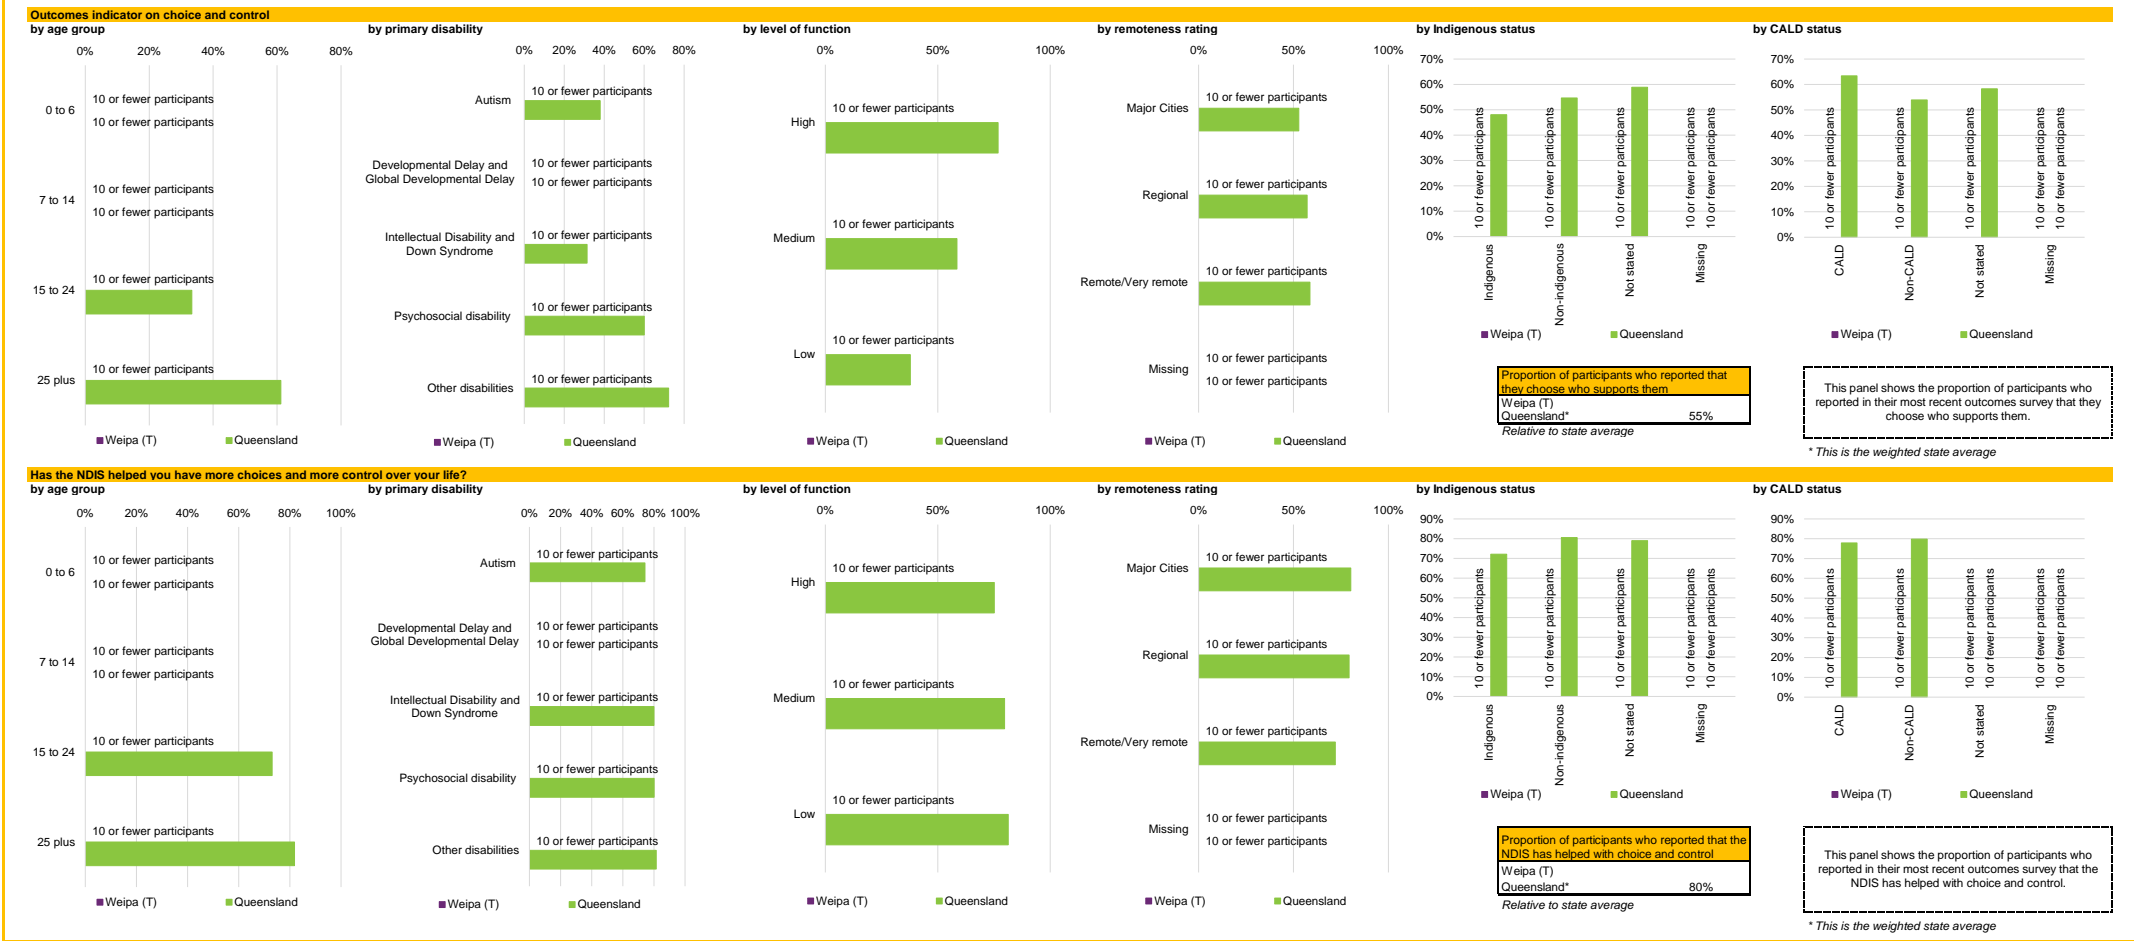 Outcomes indicator on choice and control
by age group
0% 20% 40% 60% 80%
0 to 6
10 or fewer participants
10 or fewer participants
7 to 14
10 or fewer participants
10 or fewer participants
15 to 24
10 or fewer participants
25 plus
10 or fewer participants
Weipa (T) Queensland
by primary disability
0% 20% 40% 60% 80%
Autism
10 or fewer participants
Developmental Delay and
Global Developmental Delay
10 or fewer participants
10 or fewer participants
Intellectual Disability and
Down Syndrome
10 or fewer participants
Psychosocial disability
10 or fewer participants
Other disabilities
10 or fewer participants
Weipa (T) Queensland
by level of function
0% 50% 100%
High
10 or fewer participants
Medium
10 or fewer participants
Low
10 or fewer participants
Weipa (T) Queensland
by remoteness rating
0% 50% 100%
Major Cities
10 or fewer participants
Regional
10 or fewer participants
Remote/Very remote
10 or fewer participants
Missing
10 or fewer participants
10 or fewer participants
Weipa (T) Queensland
by Indigenous status
70%
60%
50%
40%
30%
20%
10%
0%
10 or fewer participants
10 or fewer participants
10 or fewer participants
10 or fewer participants
10 or fewer participants
Indigenous
Non-indigenous
Not stated
Missing
Weipa (T) Queensland
Proportion of participants who reported that
they choose who supports them
Weipa (T)
Queensland* 55%
Relative to state average
by CALD status
70%
60%
50%
40%
30%
20%
10%
0%
10 or fewer participants
10 or fewer participants
10 or fewer participants
10 or fewer participants
10 or fewer participants
CALD
Non-CALD
Not stated
Missing
Weipa (T) Queensland
This panel shows the proportion of participants who
reported in their most recent outcomes survey that they
choose who supports them.
* This is the weighted state average
Has the NDIS helped you have more choices and more control over your life?
by age group
0% 20% 40% 60% 80% 100%
0 to 6
10 or fewer participants
10 or fewer participants
7 to 14
10 or fewer participants
10 or fewer participants
15 to 24
10 or fewer participants
25 plus
10 or fewer participants
Weipa (T) Queensland
by primary disability
0% 20% 40% 60% 80% 100%
Autism
10 or fewer participants
Developmental Delay and
Global Developmental Delay
10 or fewer participants
10 or fewer participants
Intellectual Disability and
Down Syndrome
10 or fewer participants
Psychosocial disability
10 or fewer participants
Other disabilities
10 or fewer participants
Weipa (T) Queensland
by level of function
0% 50% 100%
High
10 or fewer participants
Medium
10 or fewer participants
Low
10 or fewer participants
Weipa (T) Queensland
by remoteness rating
0% 50% 100%
Major Cities
10 or fewer participants
Regional
10 or fewer participants
Remote/Very remote
10 or fewer participants
Missing
10 or fewer participants
10 or fewer participants
Weipa (T) Queensland
by Indigenous status
90%
80%
70%
60%
50%
40%
30%
20%
10%
0%
10 or fewer participants
10 or fewer participants
10 or fewer participants
10 or fewer participants
10 or fewer participants
Indigenous
Non-indigenous
Not stated
Missing
Weipa (T) Queensland
Proportion of participants who reported that the
NDIS has helped with choice and control
Weipa (T)
Queensland* 80%
Relative to state average
by CALD status
90%
80%
70%
60%
50%
40%
30%
20%
10%
0%
10 or fewer participants
10 or fewer participants
10 or fewer participants
10 or fewer participants
10 or fewer participants
10 or fewer participants
CALD
Non-CALD
Not stated
Missing
Weipa (T) Queensland
This panel shows the proportion of participants who
reported in their most recent outcomes survey that the
NDIS has helped with choice and control.
* This is the weighted state average